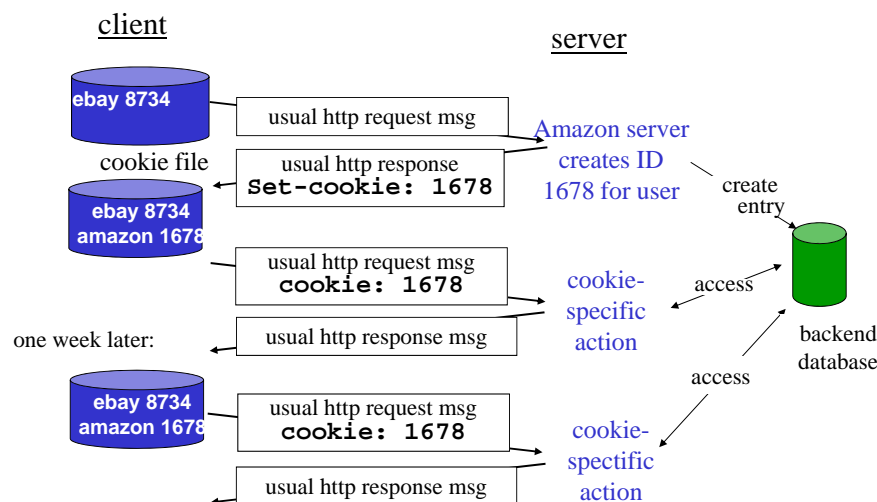 client
server
ebay 8734
usual http request msg
Amazon server
creates ID
1678 for user
cookie file
usual http response
Set-cookie: 1678
create
entry
ebay 8734
amazon 1678
usual http request msg
cookie: 1678
cookie-
specific
action
access
usual http response msg
one week later:
backend
database
access
ebay 8734
amazon 1678
usual http request msg
cookie: 1678
cookie-
spectific
action
usual http response msg